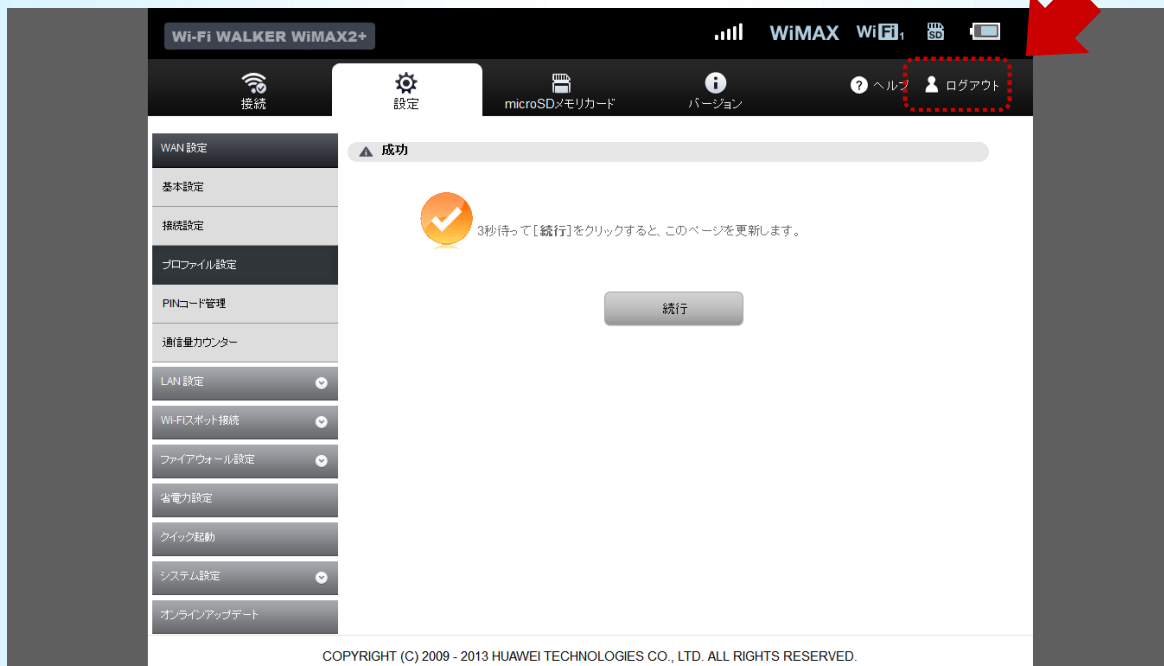 Wi-Fi WALKER WiMAX2+
WiMAX WiFi1 SD
接続
設定
microSDメモリカード
バージョン
? ヘルプ
ログアウト
WAN 設定
基本設定
接続設定
プロファイル設定
PINコード管理
通信量カウンター
LAN 設定
Wi-Fiスポット接続
ファイアウォール設定
省電力設定
クイック起動
システム設定
オンラインアップデート
成功
3秒待って[続行]をクリックすると、このページを更新します。
続行
COPYRIGHT (C) 2009 - 2013 HUAWEI TECHNOLOGIES CO., LTD. ALL RIGHTS RESERVED.